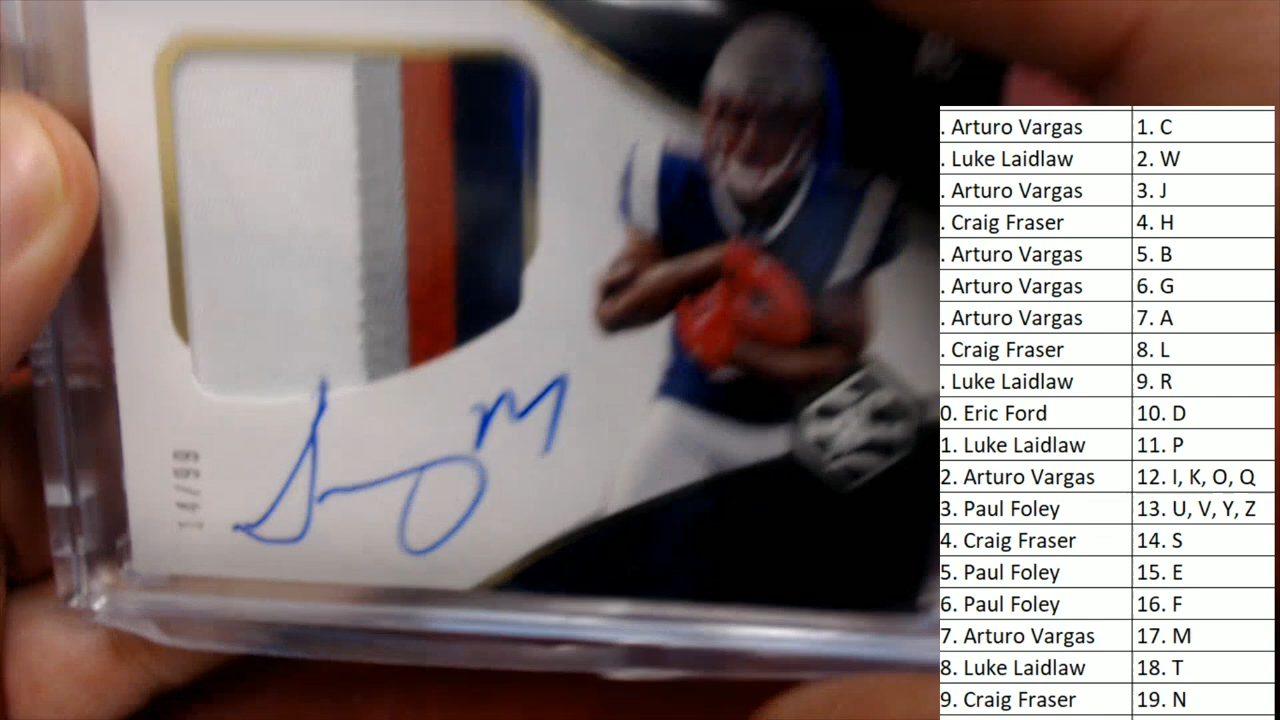 14/99
. Arturo Vargas 1. C
. Luke Laidlaw 2. W
. Arturo Vargas 3. J
. Craig Fraser 4. H
. Arturo Vargas 5. B
. Arturo Vargas 6. G
. Arturo Vargas 7. A
. Craig Fraser 8. L
. Luke Laidlaw 9. R
0. Eric Ford 10. D
1. Luke Laidlaw 11. P
2. Arturo Vargas 12. I, K, O, Q
3. Paul Foley 13. U, V, Y, Z
4. Craig Fraser 14. S
5. Paul Foley 15. E
6. Paul Foley 16. F
7. Arturo Vargas 17. M
8. Luke Laidlaw 18. T
9. Craig Fraser 19. N